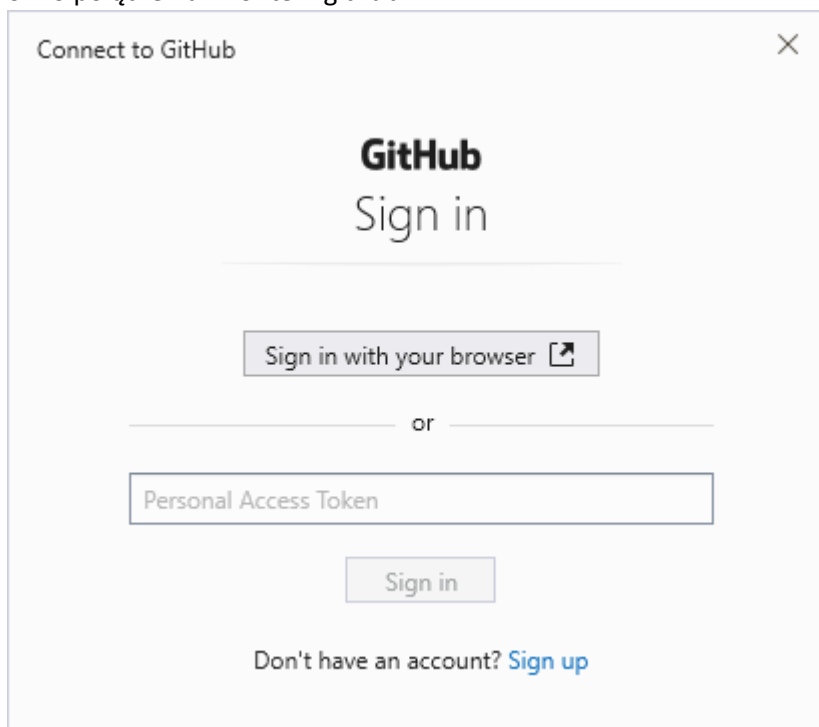 Connect to GitHub
GitHub
Sign in
Sign in with your browser
or
Personal Access Token
Sign in
Don't have an account? Sign up